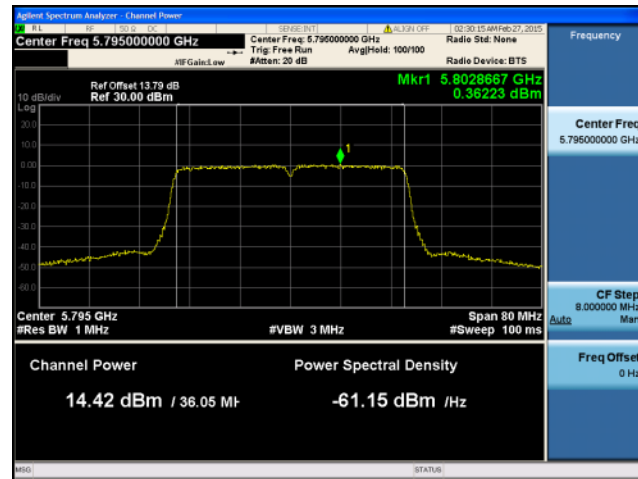 Agilent Spectrum Analyzer - Channel Power
RL RF 50 Ω DC SENSE:INT ALIGN OFF 02:30:15 AM Feb 27, 2015
Center Freq 5.795000000 GHz
Center Freq: 5.795000000 GHz
Radio Std: None
Trig: Free Run Avg|Hold: 100/100
#IFGain:Low #Atten: 20 dB Radio Device: BTS
Frequency
Mkr1 5.8028667 GHz
0.36223 dBm
Ref Offset 13.79 dB
10 dB/div Ref 30.00 dBm
Log
20.0
10.0
0.00
-10.0
-20.0
-30.0
-40.0
-50.0
-60.0
1
Center 5.795 GHz Span 80 MHz
#Res BW 1 MHz #VBW 3 MHz #Sweep 100 ms
Channel Power Power Spectral Density
14.42 dBm / 36.05 MH -61.15 dBm /Hz
Center Freq
5.795000000 GHz
CF Step
8.000000 MHz
Auto Man
Freq Offset
0 Hz
MSG STATUS